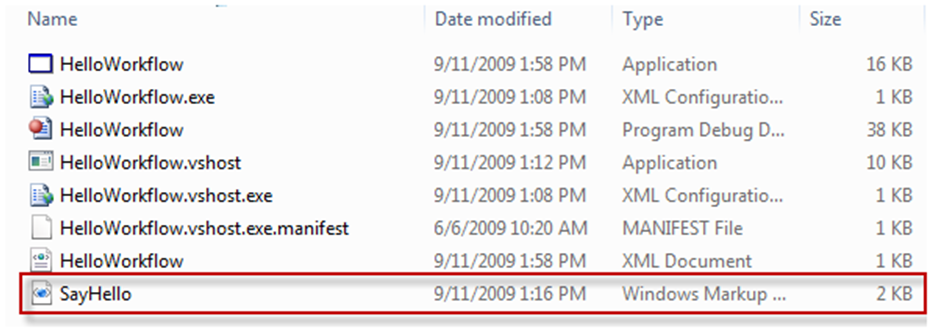 Name Date modified Type Size
HelloWorkflow 9/11/2009 1:58 PM Application 16 KB
HelloWorkflow.exe 9/11/2009 1:08 PM XML Configuratio... 1 KB
HelloWorkflow 9/11/2009 1:58 PM Program Debug D... 38 KB
HelloWorkflow.vshost 9/11/2009 1:12 PM Application 10 KB
HelloWorkflow.vshost.exe 9/11/2009 1:08 PM XML Configuratio... 1 KB
HelloWorkflow.vshost.exe.manifest 6/6/2009 10:20 AM MANIFEST File 1 KB
HelloWorkflow 9/11/2009 1:58 PM XML Document 1 KB
SayHello 9/11/2009 1:16 PM Windows Markup ... 2 KB